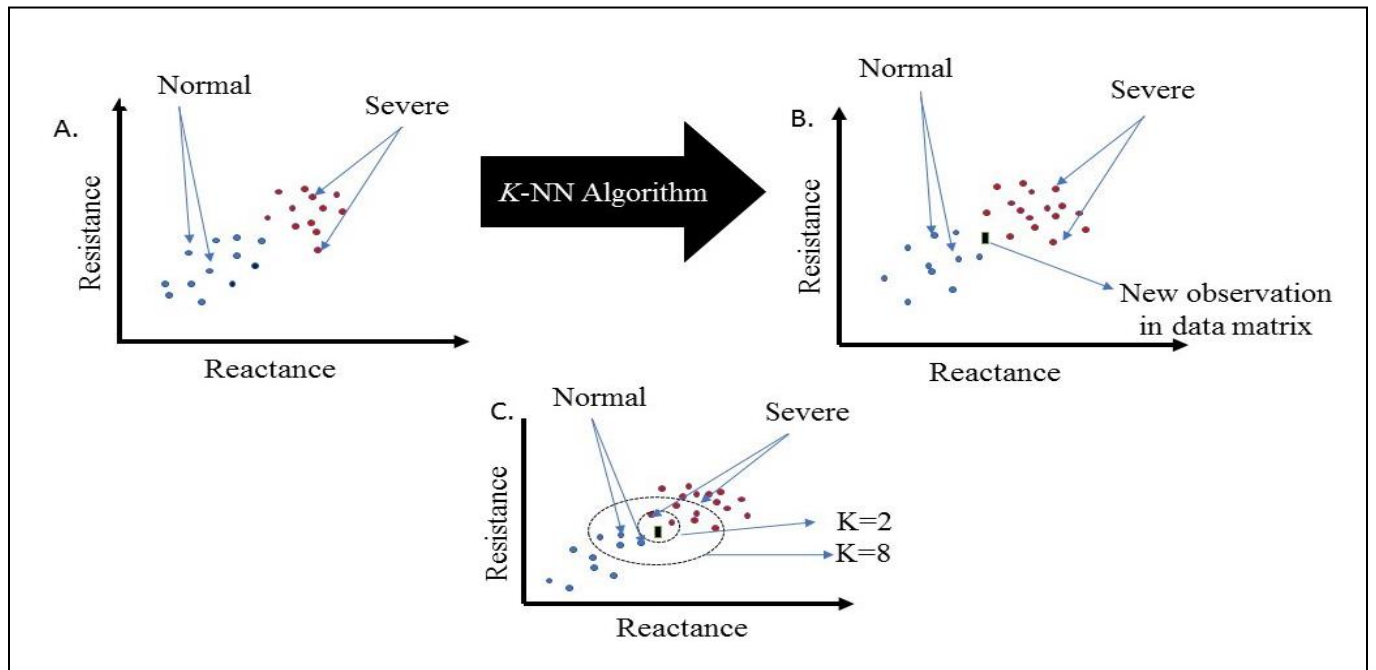 A.
Normal
Severe
Resistance
Reactance
K-NN Algorithm
B.
Normal
Severe
Resistance
New observation
in data matrix
Reactance
C.
Normal
Severe
Resistance
K=2
K=8
Reactance